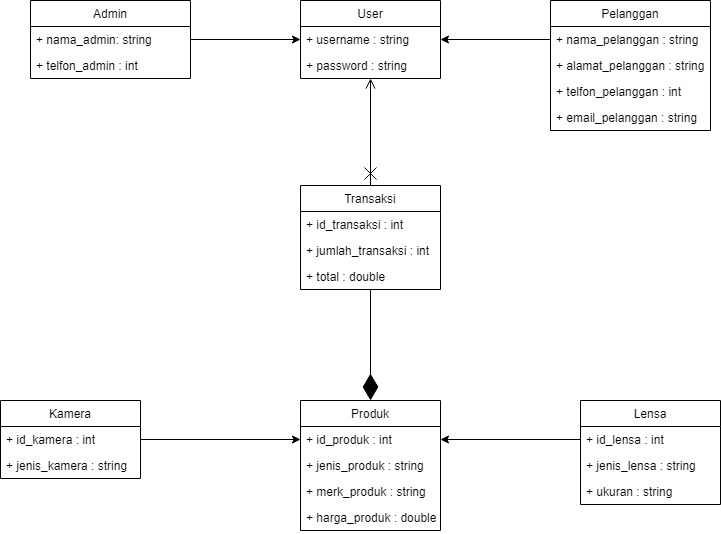 Admin
+ nama_admin: string
+ telfon_admin : int
User
+ username : string
+ password : string
Pelanggan
+ nama_pelanggan : string
+ alamat_pelanggan : string
+ telfon_pelanggan : int
+ email_pelanggan : string
Transaksi
+ id_transaksi : int
+ jumlah_transaksi : int
+ total : double
Kamera
+ id_kamera : int
+ jenis_kamera : string
Produk
+ id_produk : int
+ jenis_produk : string
+ merk_produk : string
+ harga_produk : double
Lensa
+ id_lensa : int
+ jenis_lensa : string
+ ukuran : string